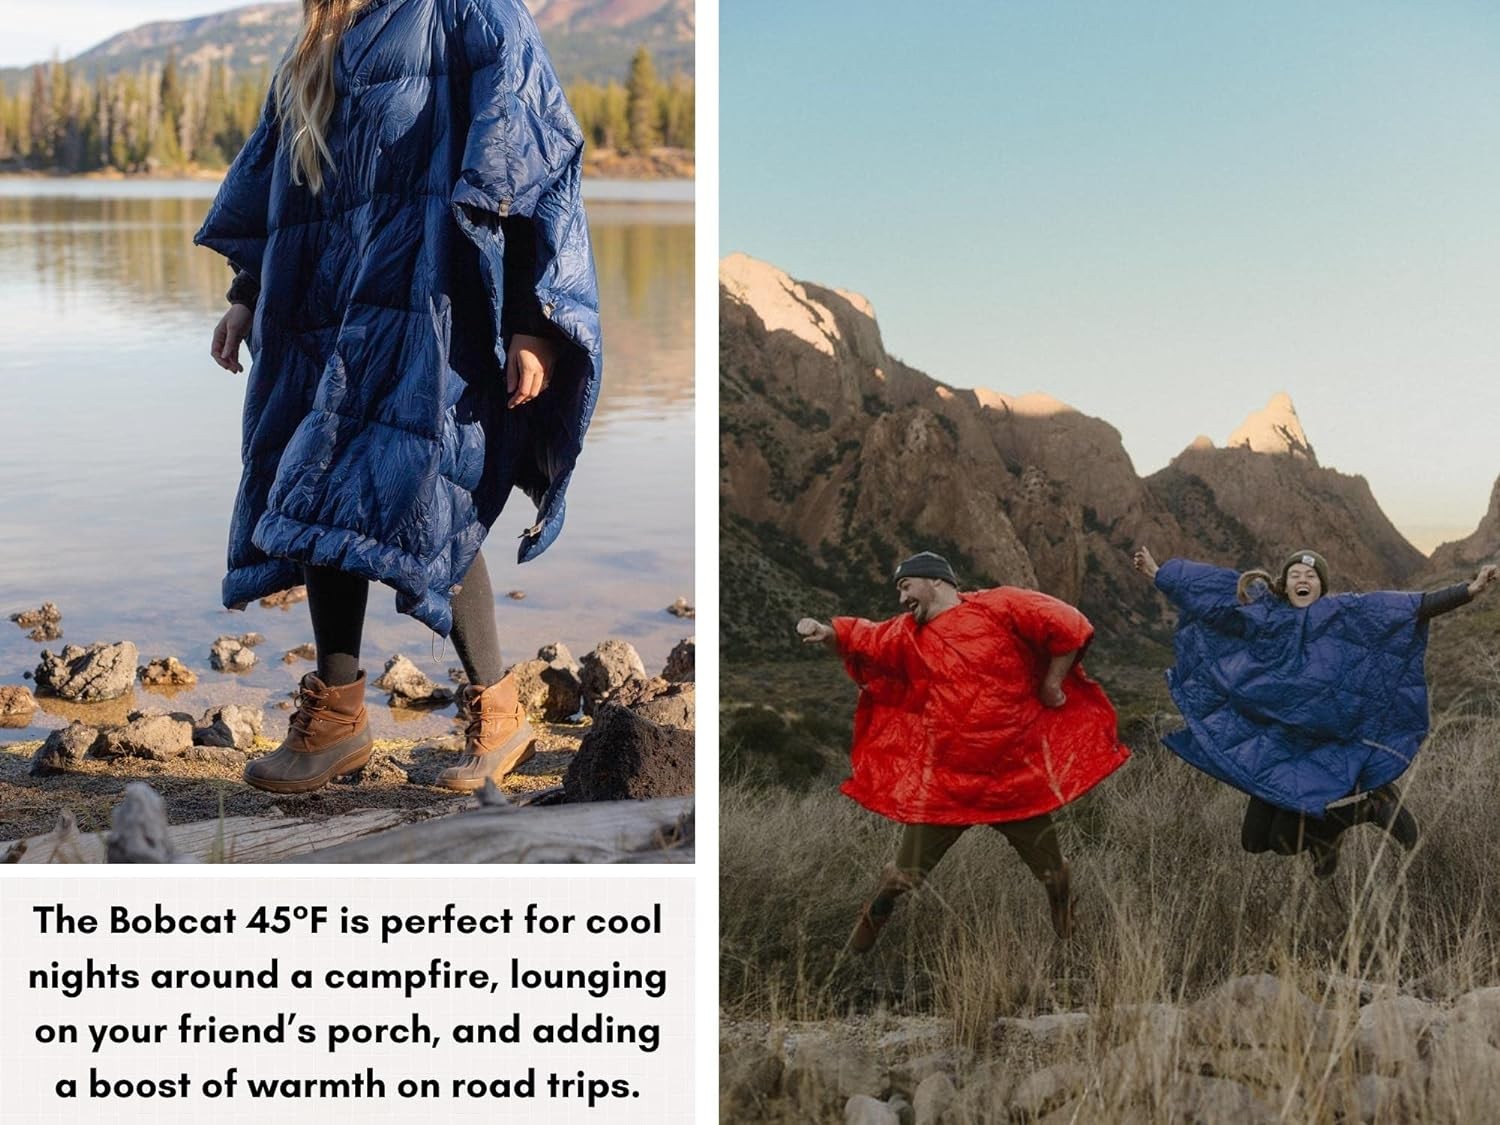 The Bobcat 45°F is perfect for cool
nights around a campfire, lounging
on your friend’s porch, and adding
a boost of warmth on road trips.